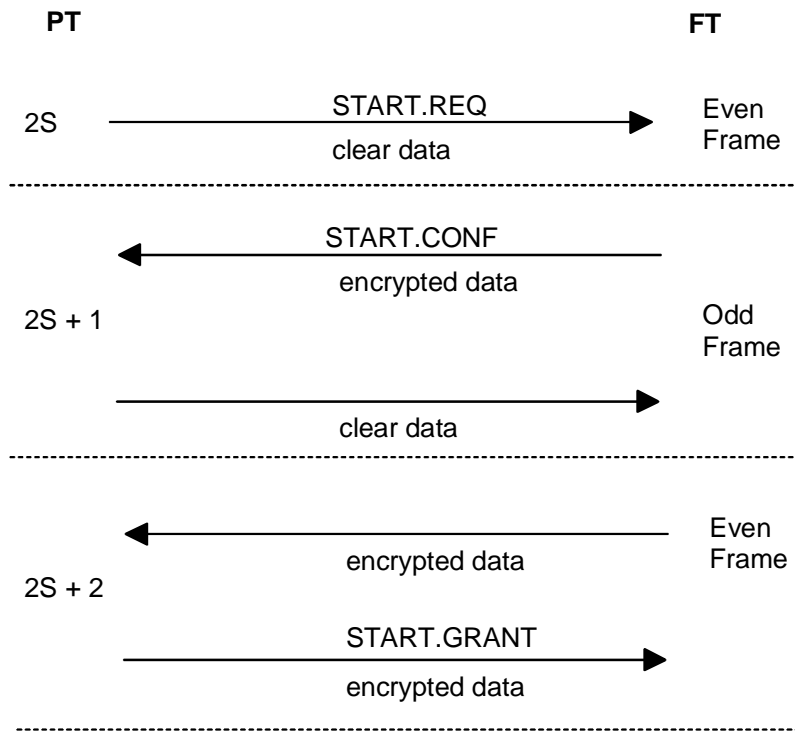 PT FT
START.REQ
2S
Even
Frame
clear data
START.CONF
encrypted data
2S + 1
Odd
Frame
clear data
Even
Frame
encrypted data
2S + 2
START.GRANT
encrypted data